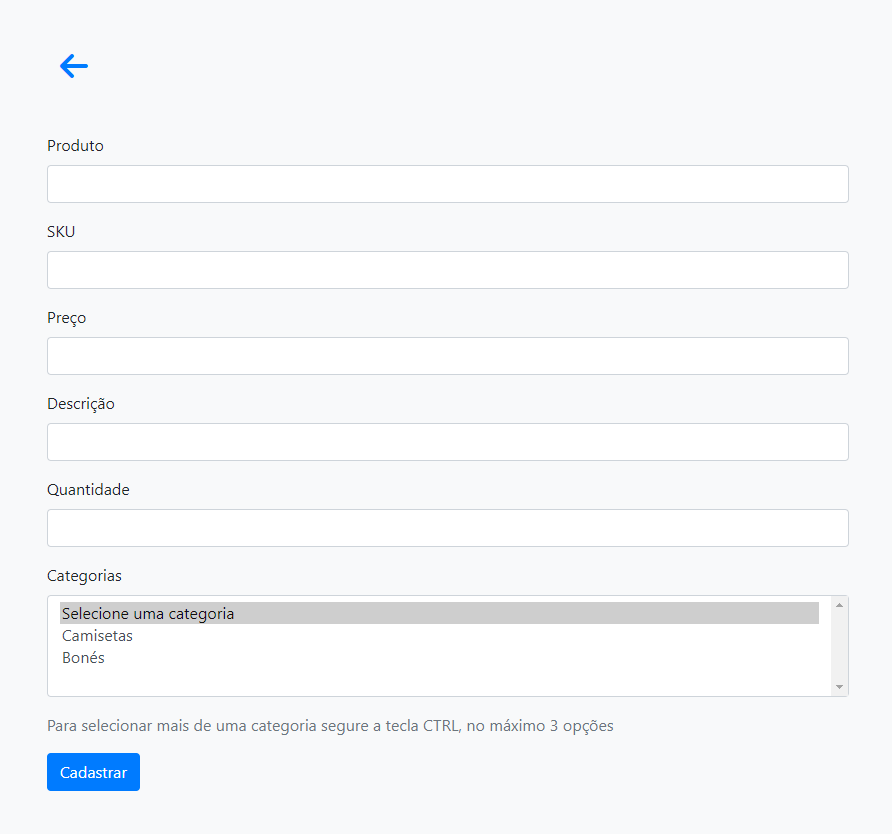 Produto
SKU
Preço
Descrição
Quantidade
Categorias
Selecione uma categoria
Camisetas
Bonés
Para selecionar mais de uma categoria segure a tecla CTRL, no máximo 3 opções
Cadastrar